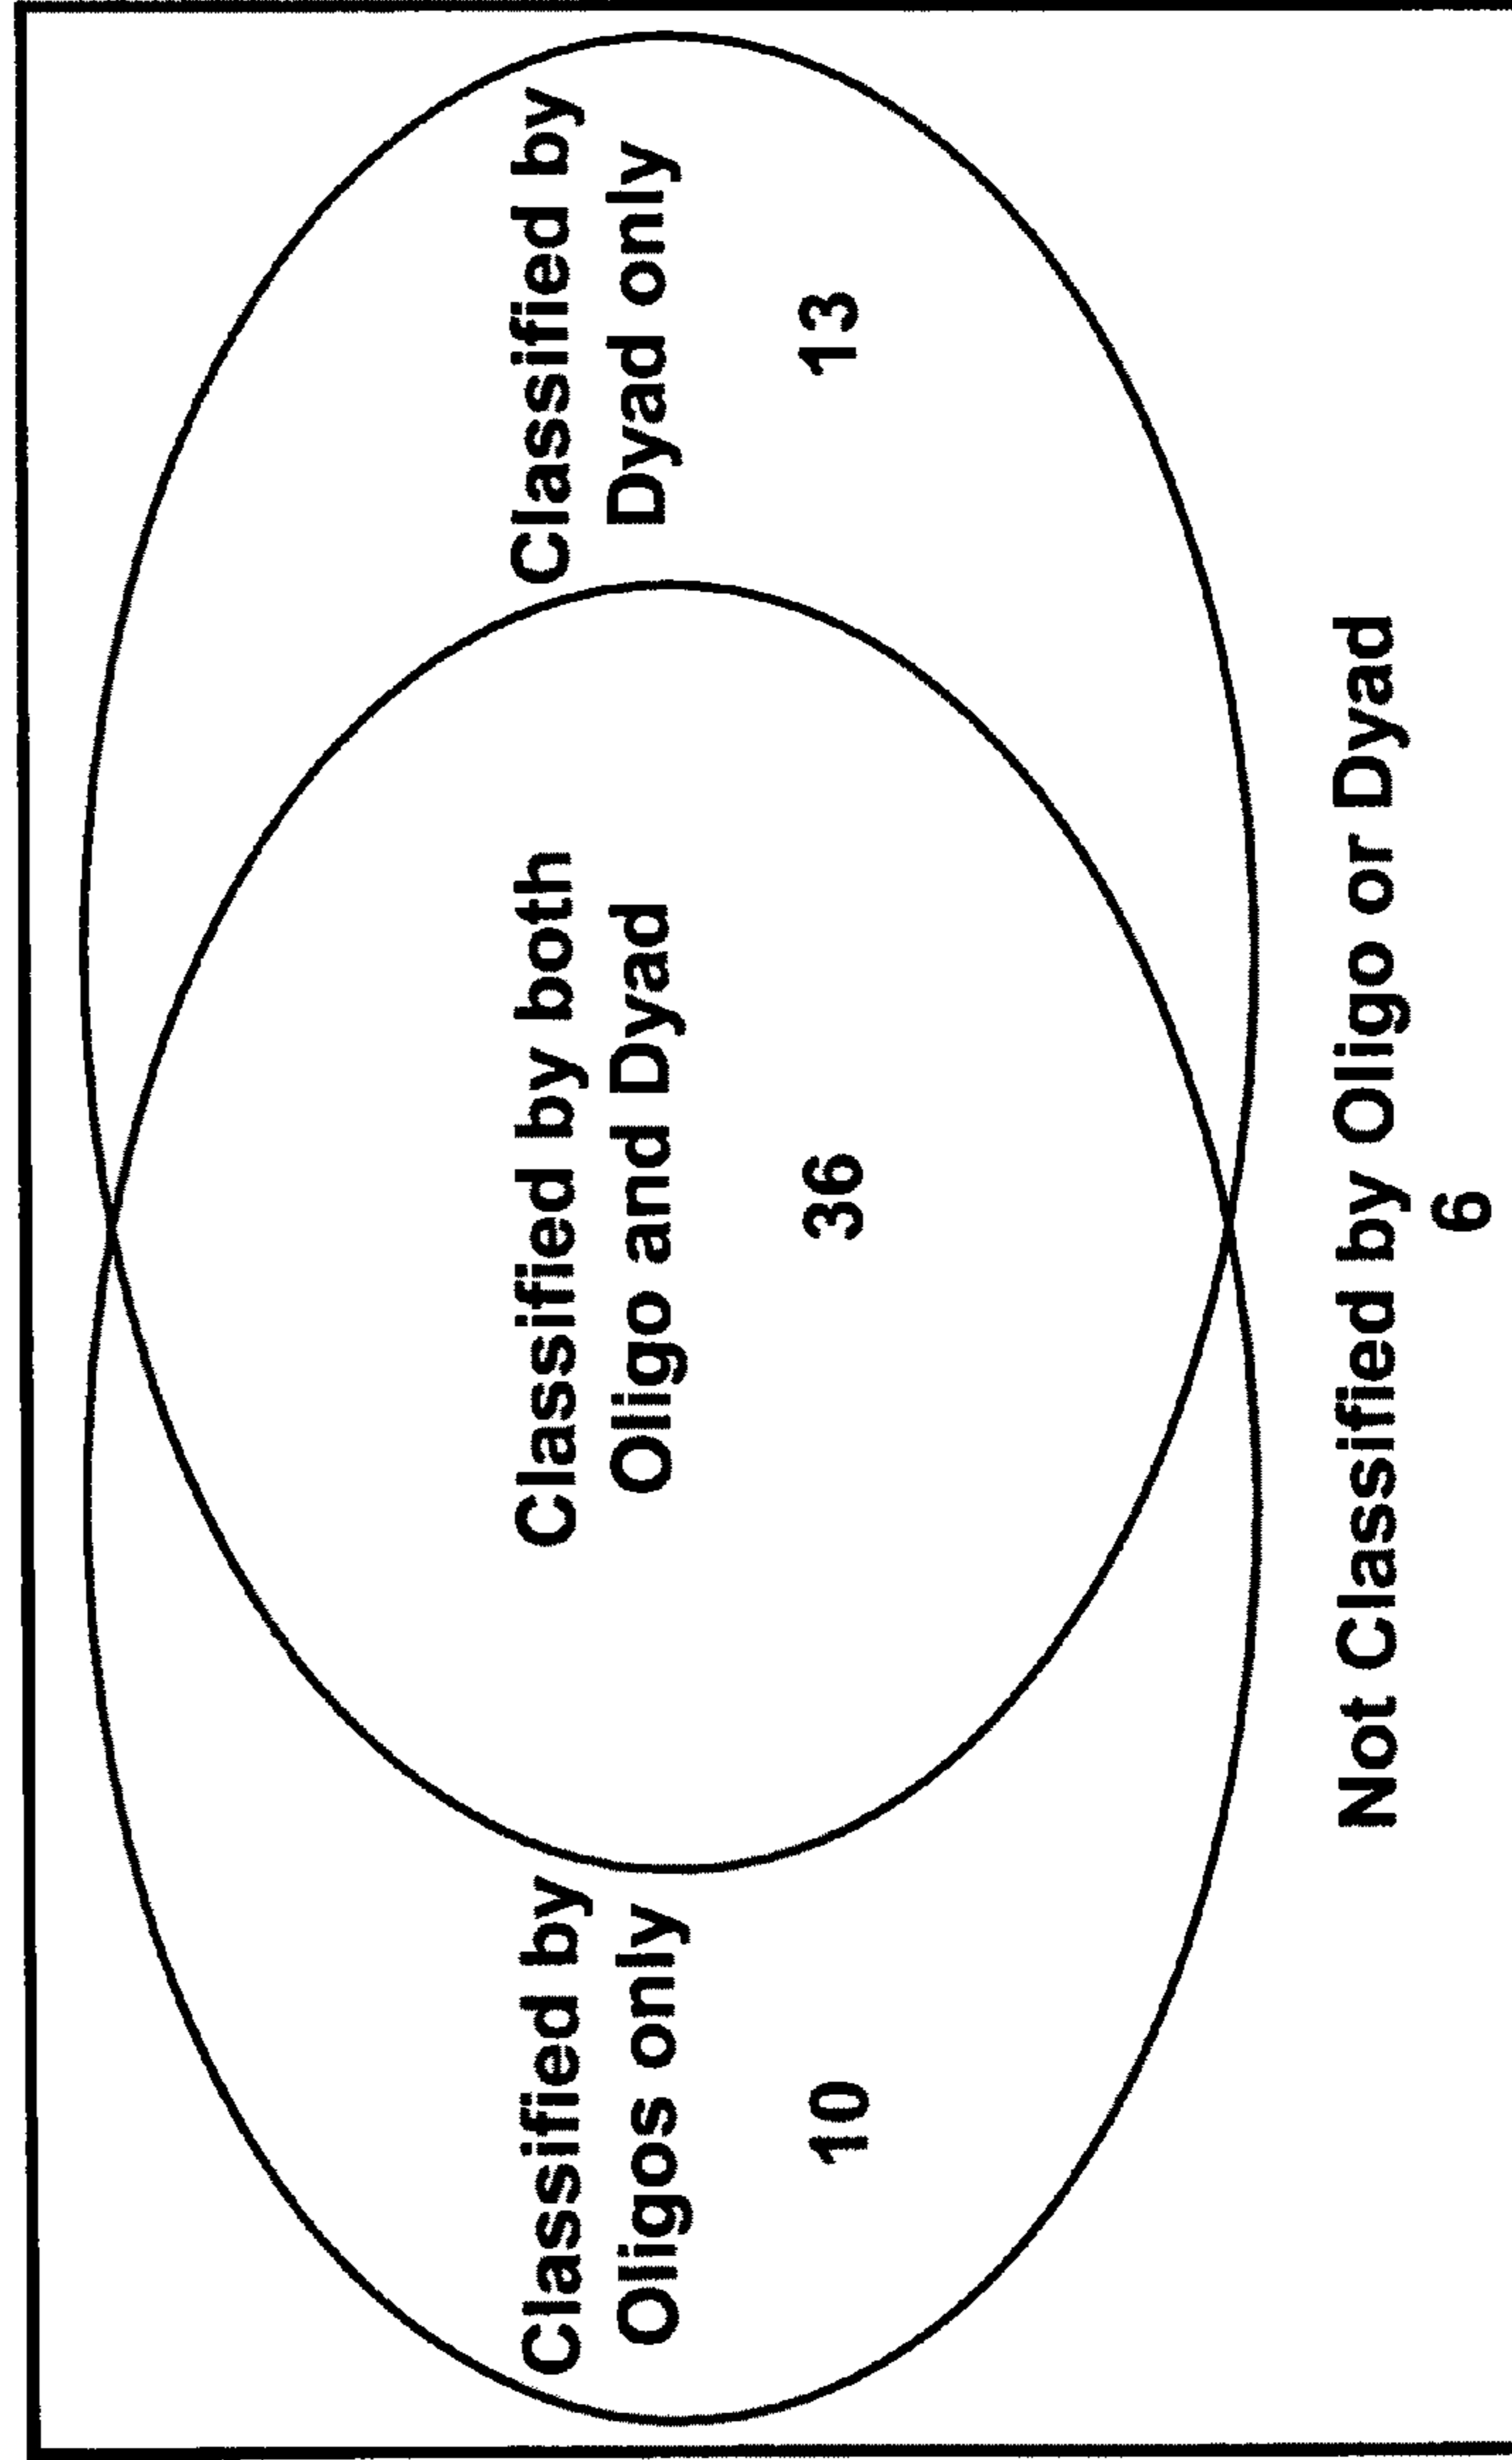 Classified by
Oligos only
10
Classified by both
Oligo and Dyad
36
Classified by
Dyad only
13
Not Classified by Oligo or Dyad
6